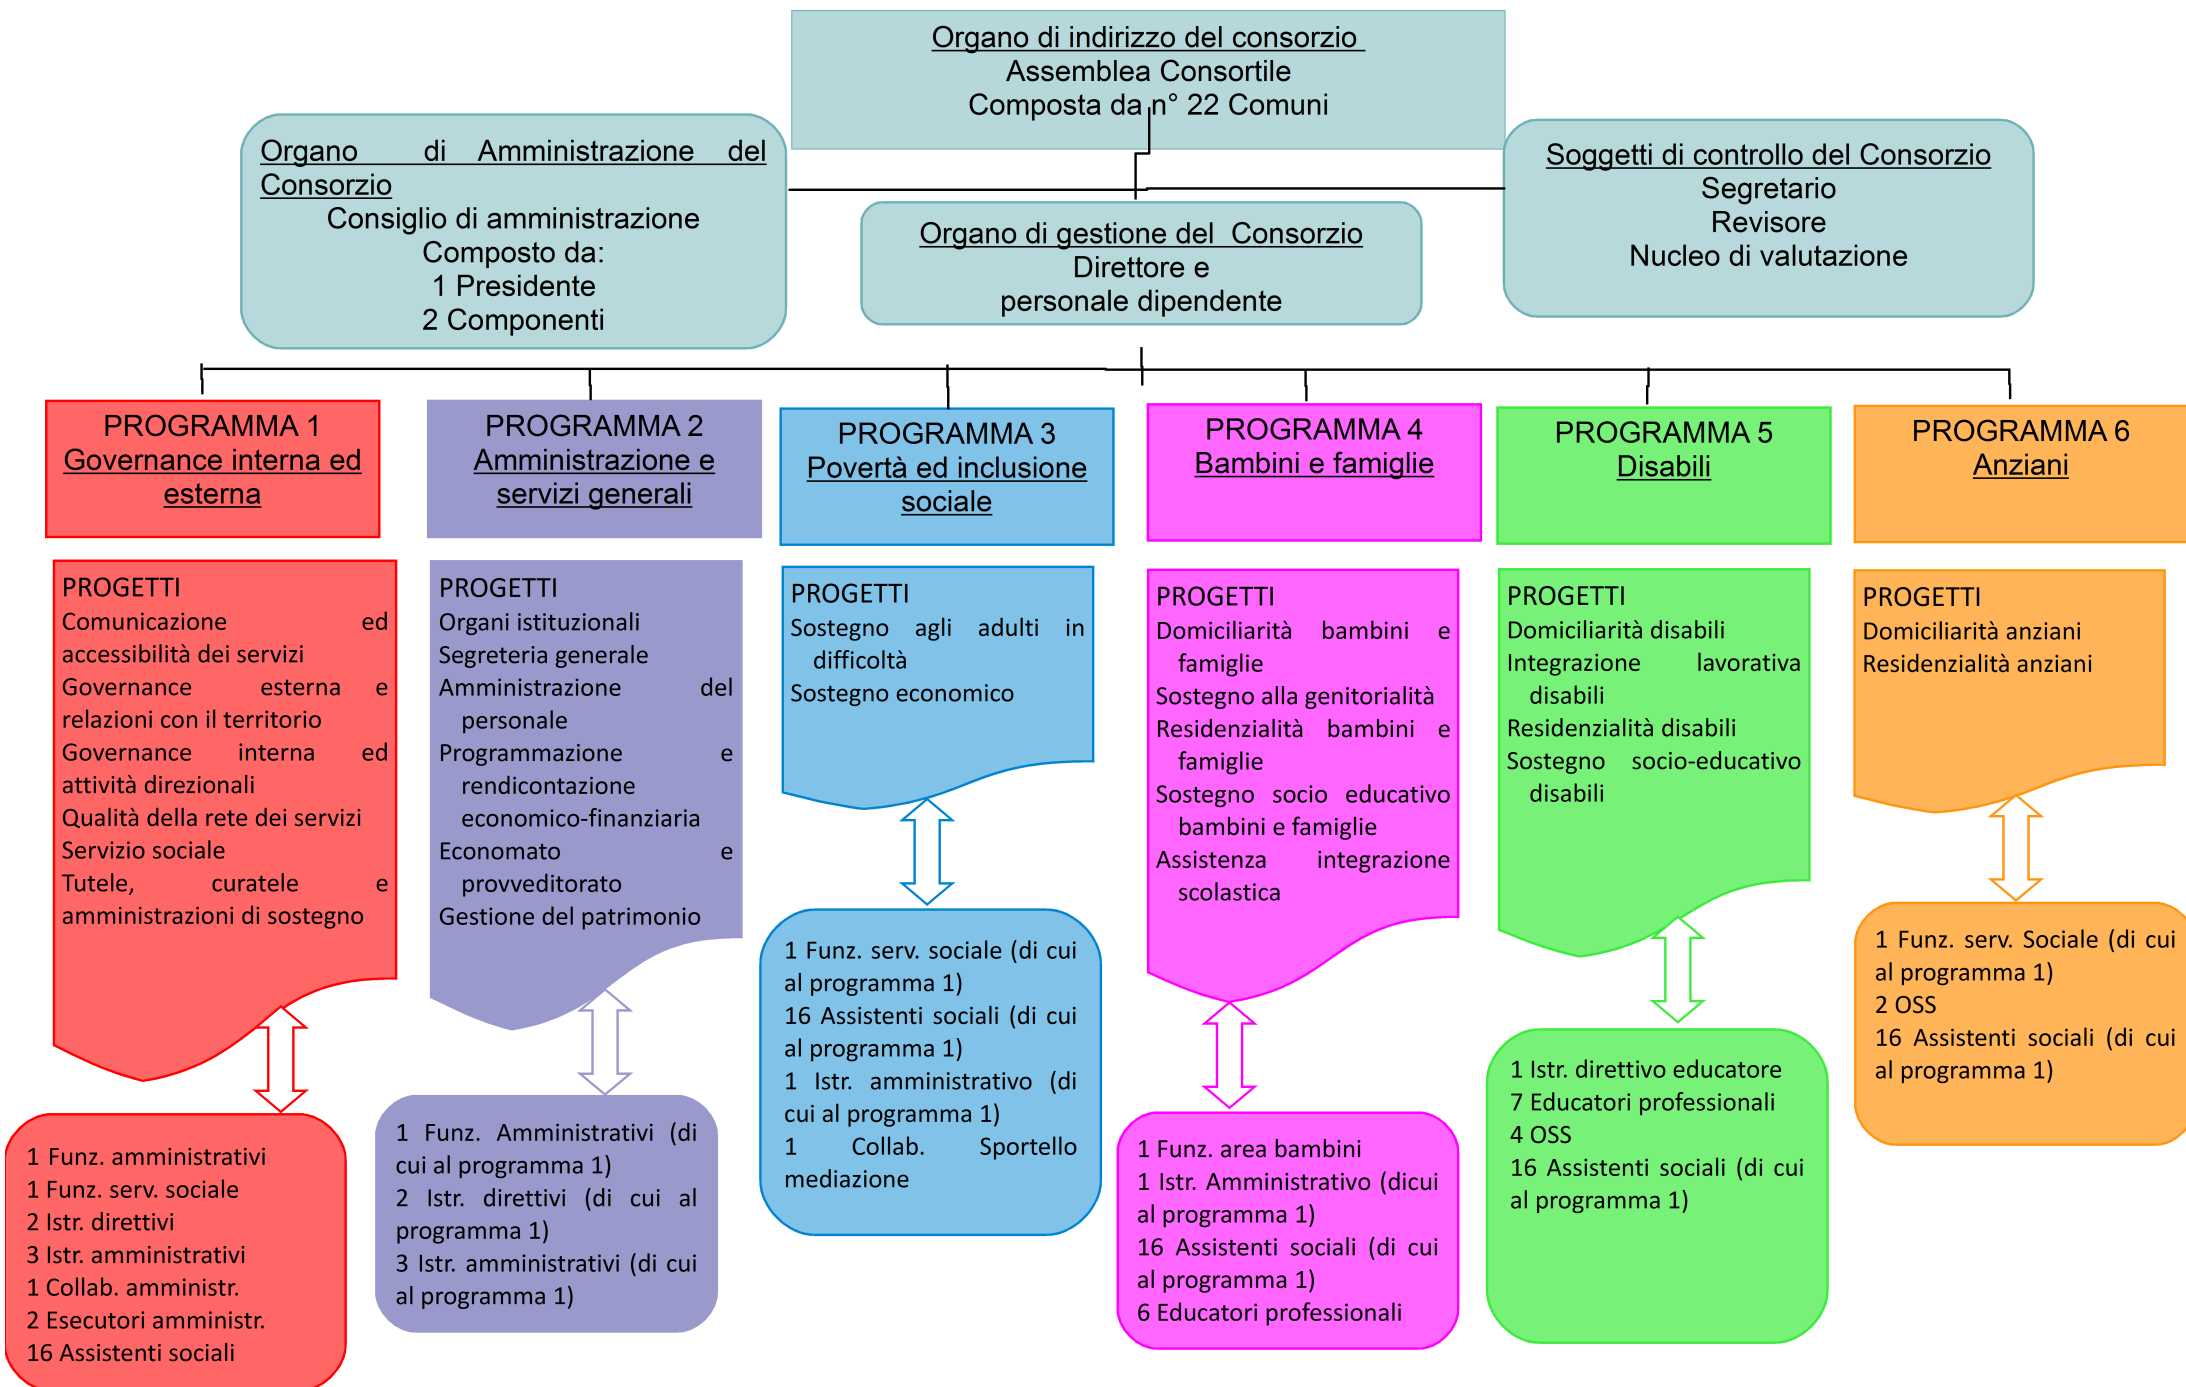 Organo di indirizzo del consorzio
Assemblea Consortile
Composta da n° 22 Comuni
Organo di Amministrazione del
Consorzio
Consiglio di amministrazione
Composto da:
1 Presidente
2 Componenti
Organo di gestione del Consorzio
Direttore e
personale dipendente
Soggetti di controllo del Consorzio
Segretario
Revisore
Nucleo di valutazione
PROGRAMMA 1
Governance interna ed
esterna
PROGRAMMA 2
Amministrazione e
servizi generali
PROGRAMMA 3
Povertà ed inclusione
sociale
PROGRAMMA 4
Bambini e famiglie
PROGRAMMA 5
Disabili
PROGRAMMA 6
Anziani
PROGETTI
Comunicazione ed
accessibilità dei servizi
Governance esterna e
relazioni con il territorio
Governance interna ed
attività direzionali
Qualità della rete dei servizi
Servizio sociale
Tutele, curatele e
amministrazioni di sostegno
PROGETTI
Organi istituzionali
Segreteria generale
Amministrazione del
personale
Programmazione e
rendicontazione
economico-finanziaria
Economato e
provveditorato
Gestione del patrimonio
PROGETTI
Sostegno agli adulti in
difficoltà
Sostegno economico
PROGETTI
Domiciliarità bambini e
famiglie
Sostegno alla genitorialità
Residenzialità bambini e
famiglie
Sostegno socio educativo
bambini e famiglie
Assistenza integrazione
scolastica
PROGETTI
Domiciliarità disabili
Integrazione lavorativa
disabili
Residenzialità disabili
Sostegno socio-educativo
disabili
PROGETTI
Domiciliarità anziani
Residenzialità anziani
1 Funz. amministrativi
1 Funz. serv. sociale
2 Istr. direttivi
3 Istr. amministrativi
1 Collab. amministr.
2 Esecutori amministr.
16 Assistenti sociali
1 Funz. Amministrativi (di
cui al programma 1)
2 Istr. direttivi (di cui al
programma 1)
3 Istr. amministrativi (di cui
al programma 1)
1 Funz. serv. sociale (di cui
al programma 1)
16 Assistenti sociali (di cui
al programma 1)
1 Istr. amministrativo (di
cui al programma 1)
1 Collab. Sportello
mediazione
1 Funz. area bambini
1 Istr. Amministrativo (dicui
al programma 1)
16 Assistenti sociali (di cui
al programma 1)
6 Educatori professionali
1 Istr. direttivo educatore
7 Educatori professionali
4 OSS
16 Assistenti sociali (di cui
al programma 1)
1 Funz. serv. Sociale (di cui
al programma 1)
2 OSS
16 Assistenti sociali (di cui
al programma 1)